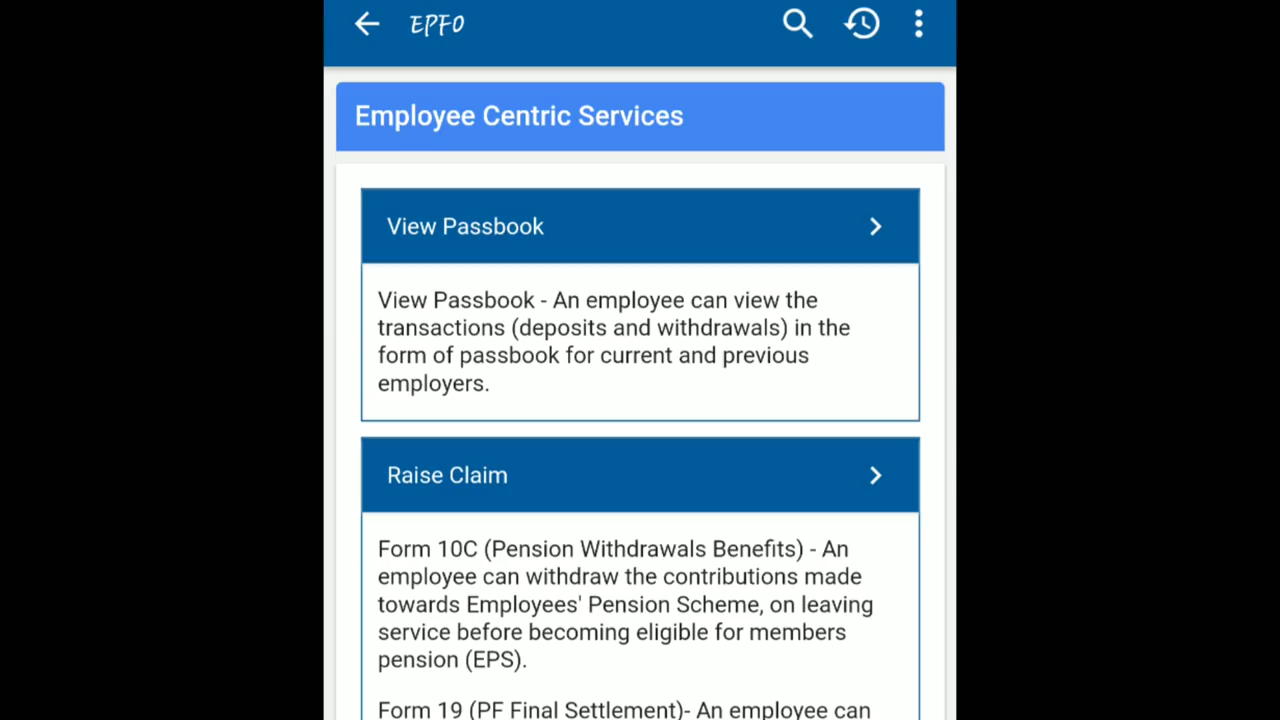 EPFO
Employee Centric Services
View Passbook
View Passbook - An employee can view the
transactions (deposits and withdrawals) in the
form of passbook for current and previous
employers.
Raise Claim
Form 10C (Pension Withdrawals Benefits) - An
employee can withdraw the contributions made
towards Employees' Pension Scheme, on leaving
service before becoming eligible for members
pension (EPS).
Form 19 (PF Final Settlement)- An employee can